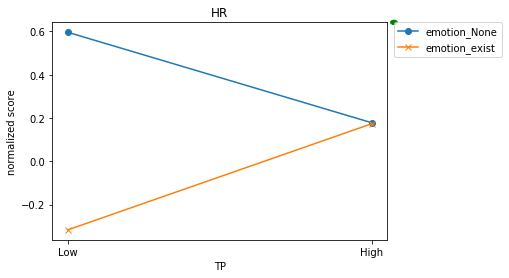 HR
emotion_None
emotion_exist
normalized score
0.6
0.4
0.2
0.0
−0.2
Low
High
TP